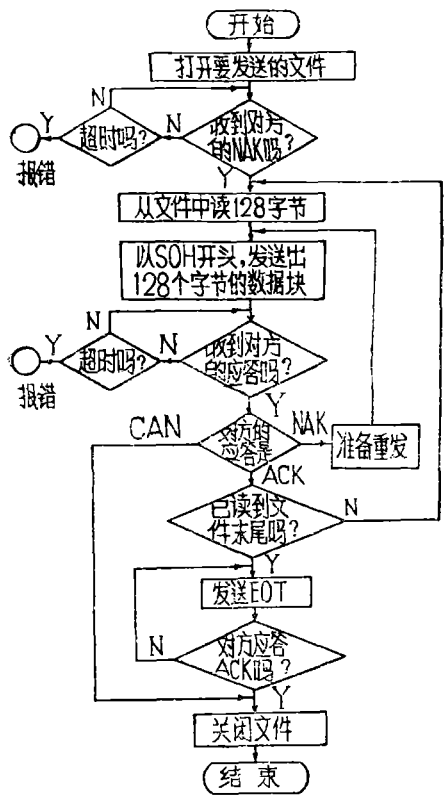 开始
打开要发送的文件
N
Y
超时吗?
N
收到对方
的NAK吗?
报错
Y
从文件中读128字节
以SOH开头,发送出
128个字节的数据块
N
Y
超时吗?
N
收到对方
的应答吗?
报错
Y
CAN
对方的
应答是
NAK
准备重发
ACK
已读到文
件末尾吗?
N
Y
发送EOT
N
对方应答
ACK吗?
Y
关闭文件
结束